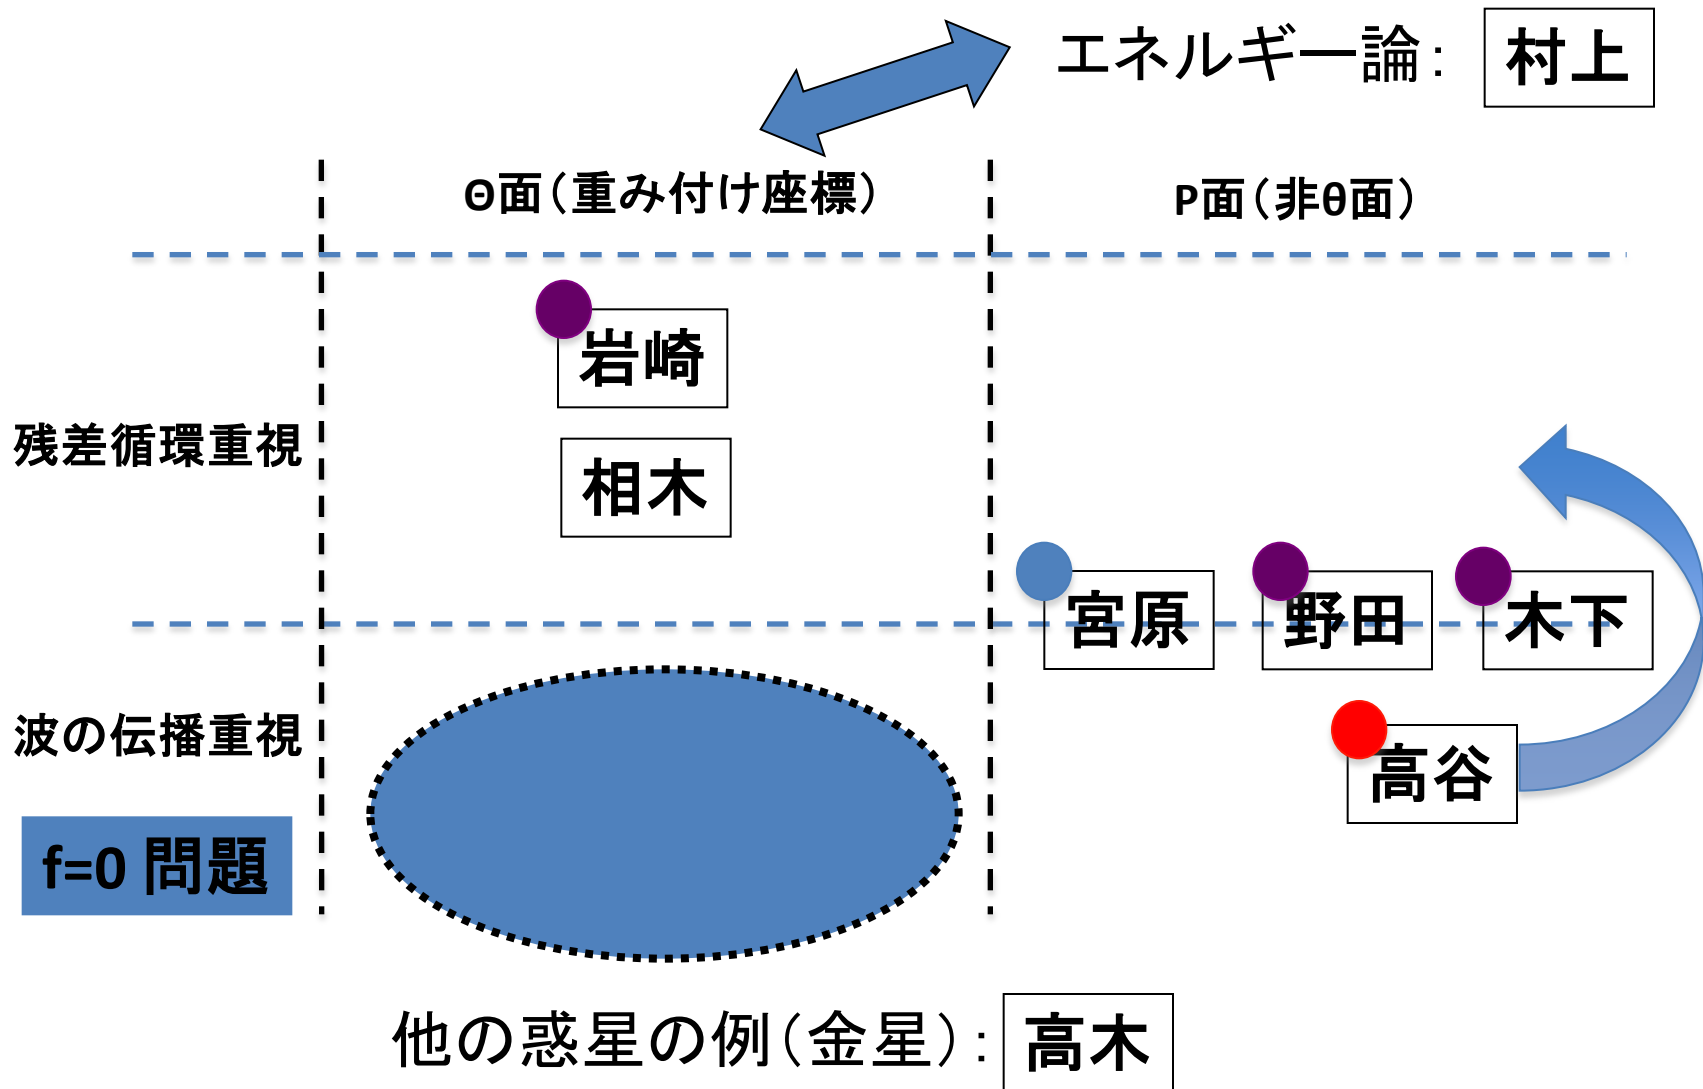 エネルギー論： 村上
Θ面（重み付け座標）
P面（非θ面）
岩崎
残差循環重視
相木
宮原 野田 木下
波の伝播重視
高谷
f=0 問題
他の惑星の例（金星）： 高木